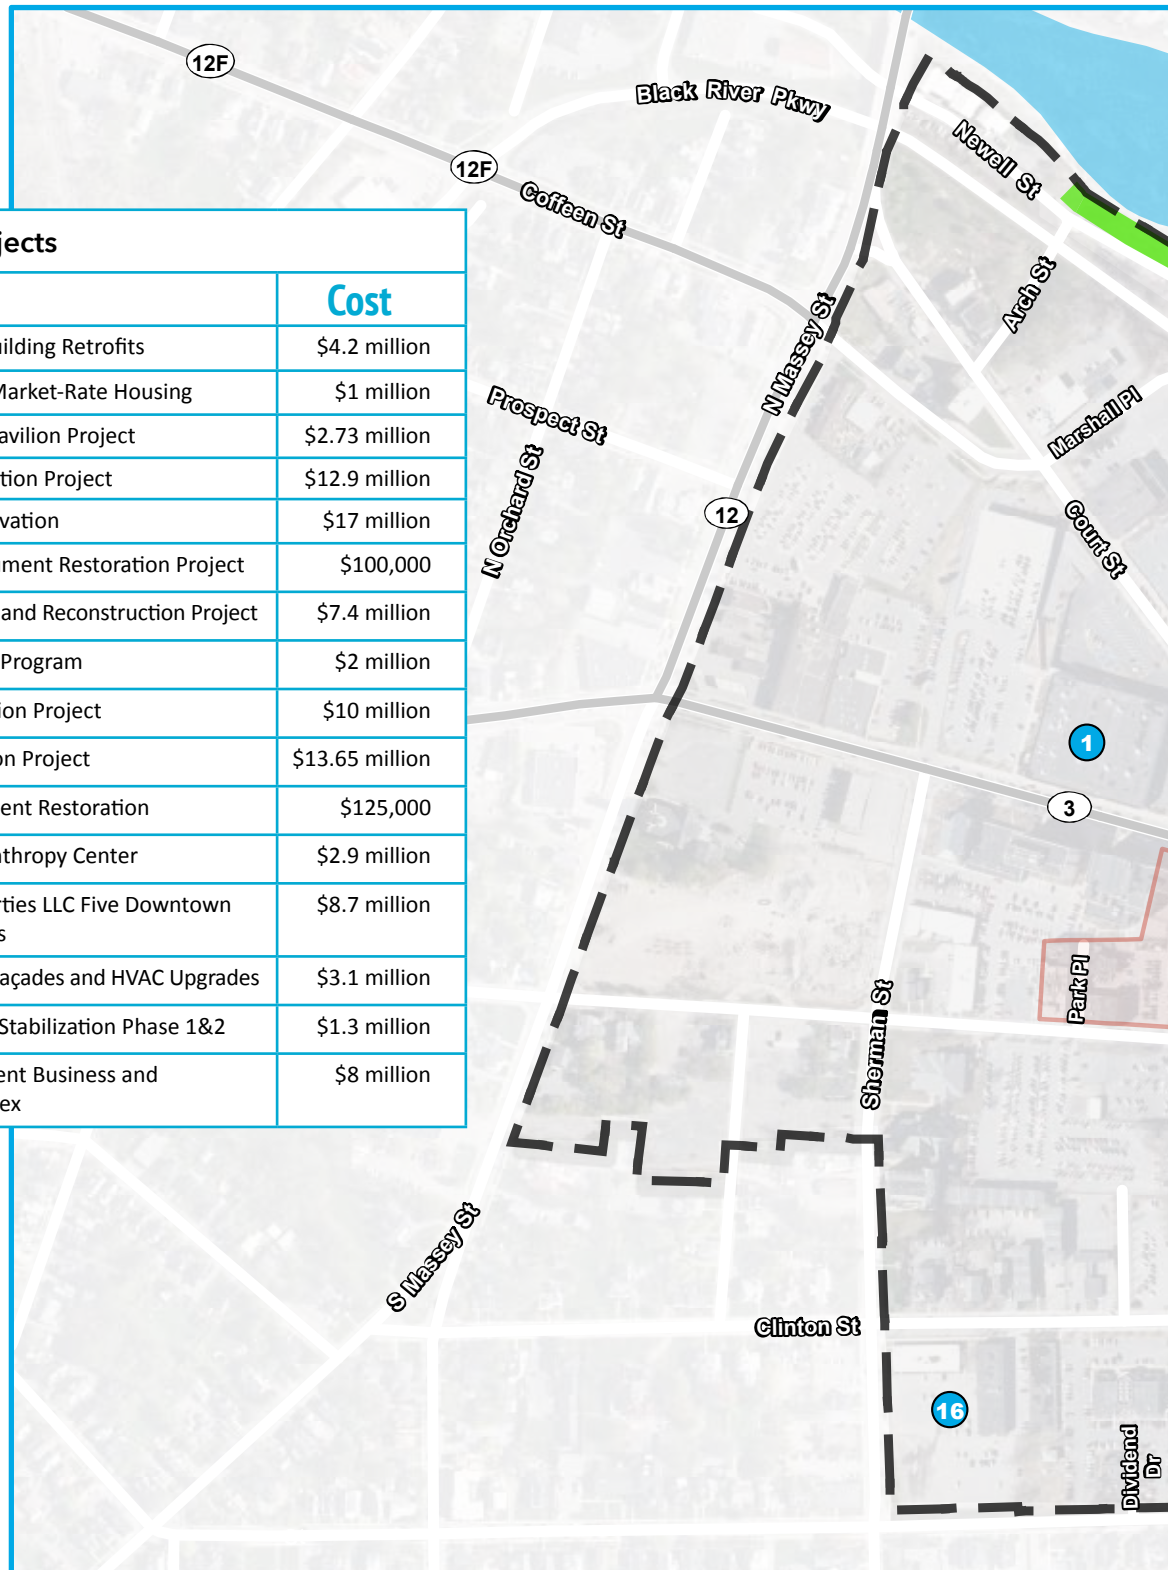 12F
Black River Pkwy
12F
Coffeen St
Newell St
Arch St
N Massey St
Marshall Pl
Prospect St
N Orchard St
12
Court St
1
3
Park Pl
Sherman St
S Massey St
Clinton St
16
Dividend
Dr
jects
Cost
ilding Retrofits $4.2 million
Market-Rate Housing $1 million
avilion Project $2.73 million
tion Project $12.9 million
vation $17 million
ment Restoration Project $100,000
and Reconstruction Project $7.4 million
Program $2 million
ion Project $10 million
on Project $13.65 million
ent Restoration $125,000
nthropy Center $2.9 million
rties LLC Five Downtown $8.7 million
s
açades and HVAC Upgrades $3.1 million
Stabilization Phase 1&2 $1.3 million
ent Business and $8 million
ex